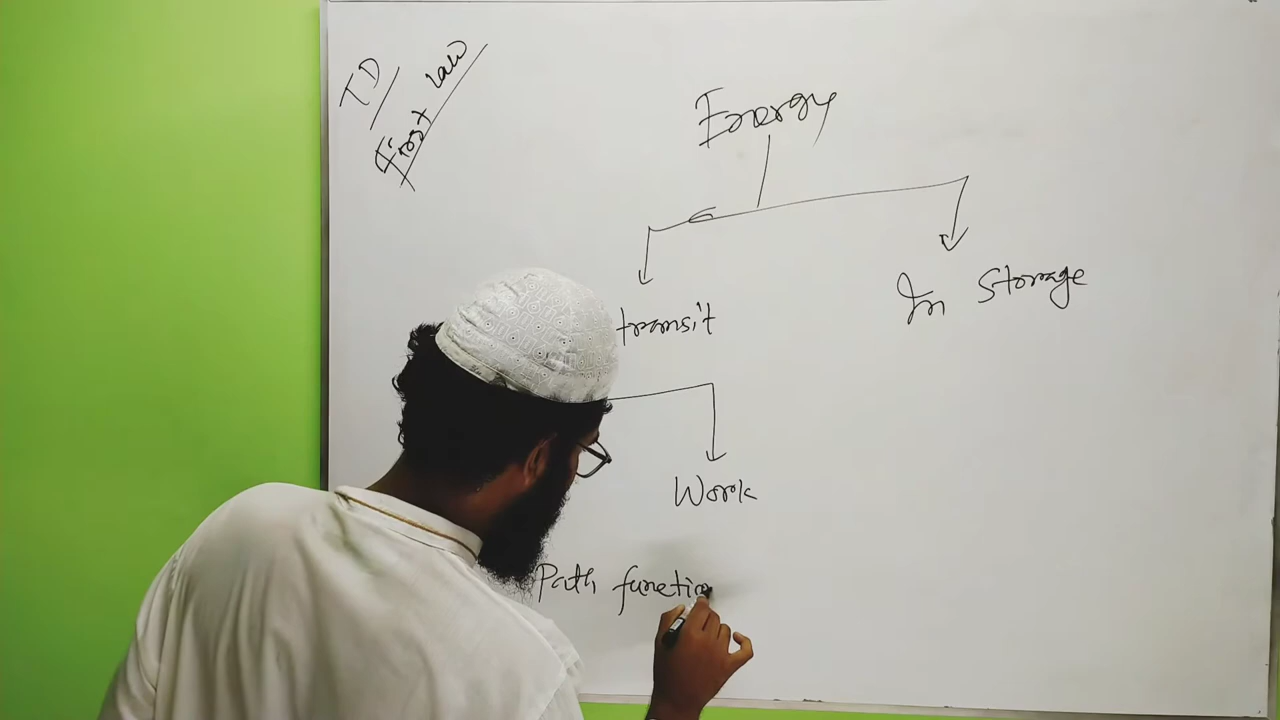 TD
First Law
Energy
transit
In Storage
Work
Path functio